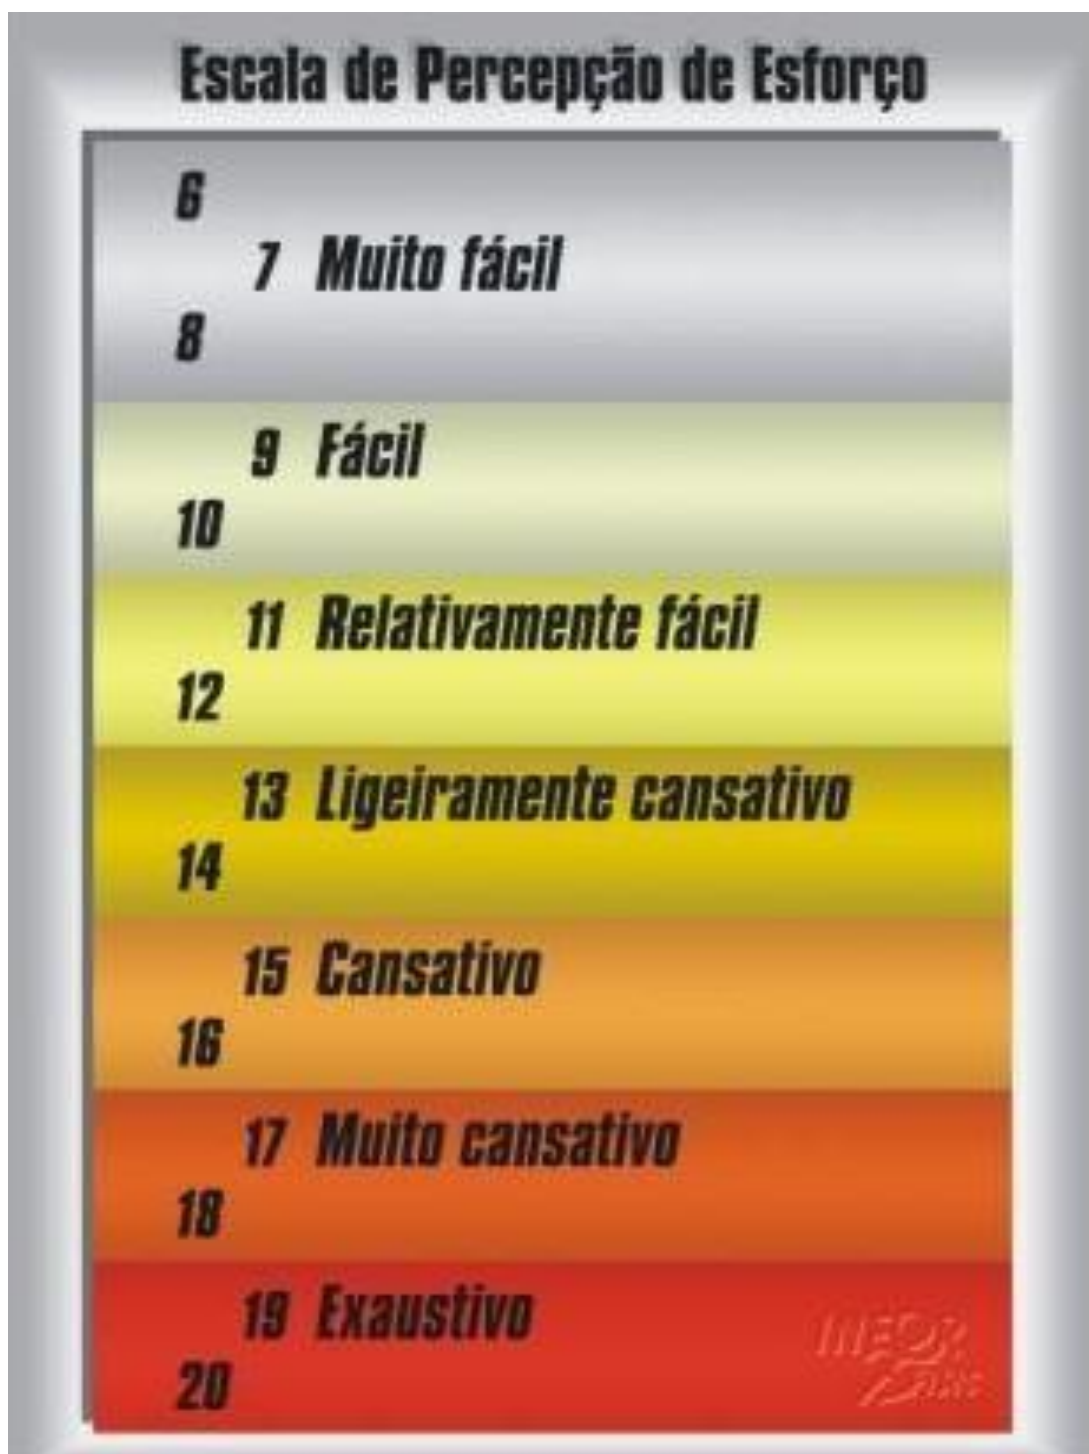 Escala de Percepção de Esforço
6
7 Muito fácil
8
9 Fácil
10
11 Relativamente fácil
12
13 Ligeiramente cansativo
14
15 Cansativo
16
17 Muito cansativo
18
19 Exaustivo
20